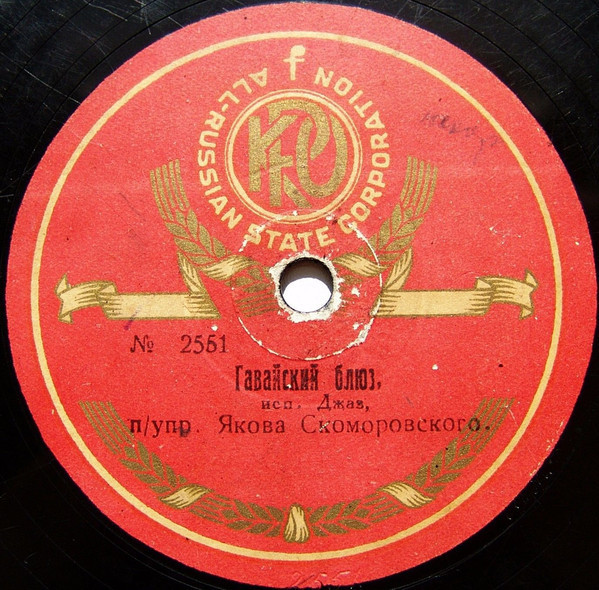 ALL-RUSSIAN STATE CORPORATION
№ 2551
Гавайский блюз,
исп. Джаз,
п/упр. Якова Скоморовского.